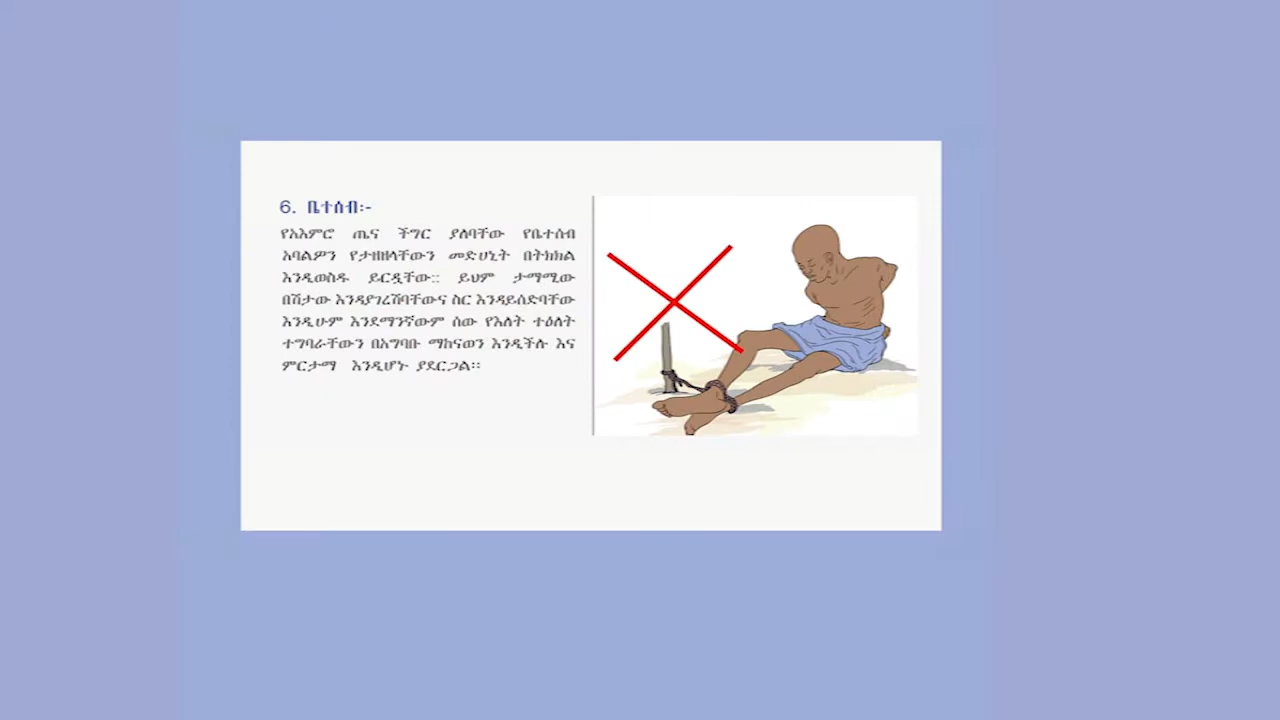 6. ቤተሰብ፡-
የአእምሮ ጤና ችግር ያለባቸው የቤተሰብ
አባልዎን የታዘዘላቸውን መድሀኒት በትክክል
እንዲወስዱ ይርዷቸው:: ይህም ታማሚው
በሽታው እንዳያገረሽባቸውና ስር እንዳይሰድባቸው
እንዲሁም እንደማንኛውም ሰው የእለት ተዕለት
ተግባራቸውን በአግባቡ ማከናወን እንዲችሉ እና
ምርታማ እንዲሆኑ ያደርጋል፡፡